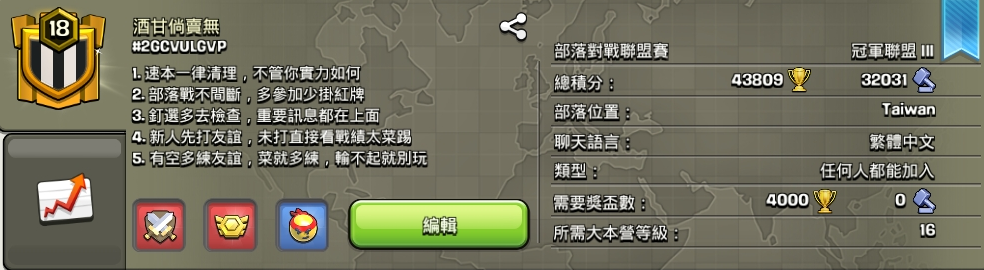 18
酒甘倘賣無
#2GCVULGVP
1. 速本一律清理，不管你實力如何
2. 部落戰不間斷，多參加少掛紅牌
3. 釘選多去檢查，重要訊息都在上面
4. 新人先打友誼，未打直接看戰績太菜踢
5. 有空多練友誼，菜就多練，輸不起就別玩
編輯
部落對戰聯盟賽 冠軍聯盟 III
總積分： 43809 32031
部落位置： Taiwan
聊天語言： 繁體中文
類型： 任何人都能加入
需要獎盃數： 4000 0
所需大本營等級： 16